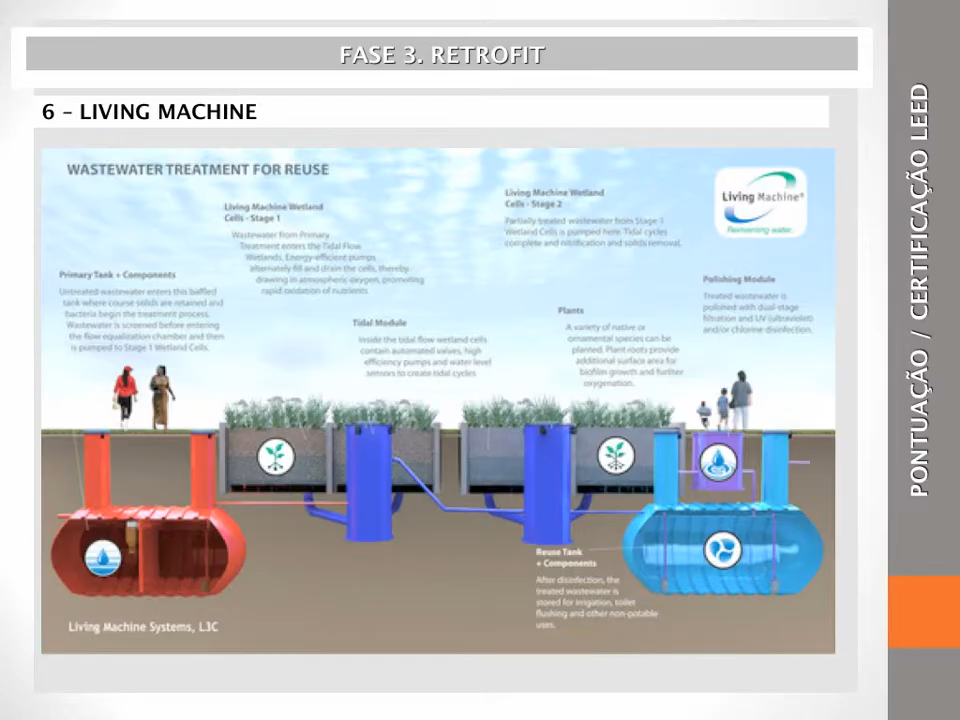 FASE 3. RETROFIT
6 – LIVING MACHINE
WASTEWATER TREATMENT FOR REUSE
Living Machine Wetland
Cells - Stage 1
Wastewater from Primary
Treatment enters the Tidal Flow
Wetlands. Energy-efficient pumps
alternately fill and drain the cells, thereby
drawing in atmospheric oxygen, promoting
rapid oxidation of nutrients
Living Machine Wetland
Cells - Stage 2
Partially treated wastewater from Stage 1
Wetland Cells is pumped here. Tidal cycles
complete and nitrification and solids removal.
Living Machine®
Reinventing water.
Primary Tank + Components
Untreated wastewater enters this baffled
tank where course solids are retained and
bacteria begin the treatment process.
Wastewater is screened before entering
the flow equalization chamber and then
is pumped to Stage 1 Wetland Cells.
Tidal Module
Inside the tidal flow wetland cells
contain automated valves, high
efficiency pumps and water level
sensors to create tidal cycles
Plants
A variety of native or
ornamental species can be
planted. Plant roots provide
additional surface area for
biofilm growth and further
oxygenation.
Polishing Module
Treated wastewater is
polished with dual-stage
filtration and UV (ultraviolet)
and/or chlorine disinfection.
Reuse Tank
+ Components
After disinfection, the
treated wastewater is
stored for irrigation, toilet
flushing and other non-potable
uses.
Living Machine Systems, L3C
PONTUAÇÃO / CERTIFICAÇÃO LEED